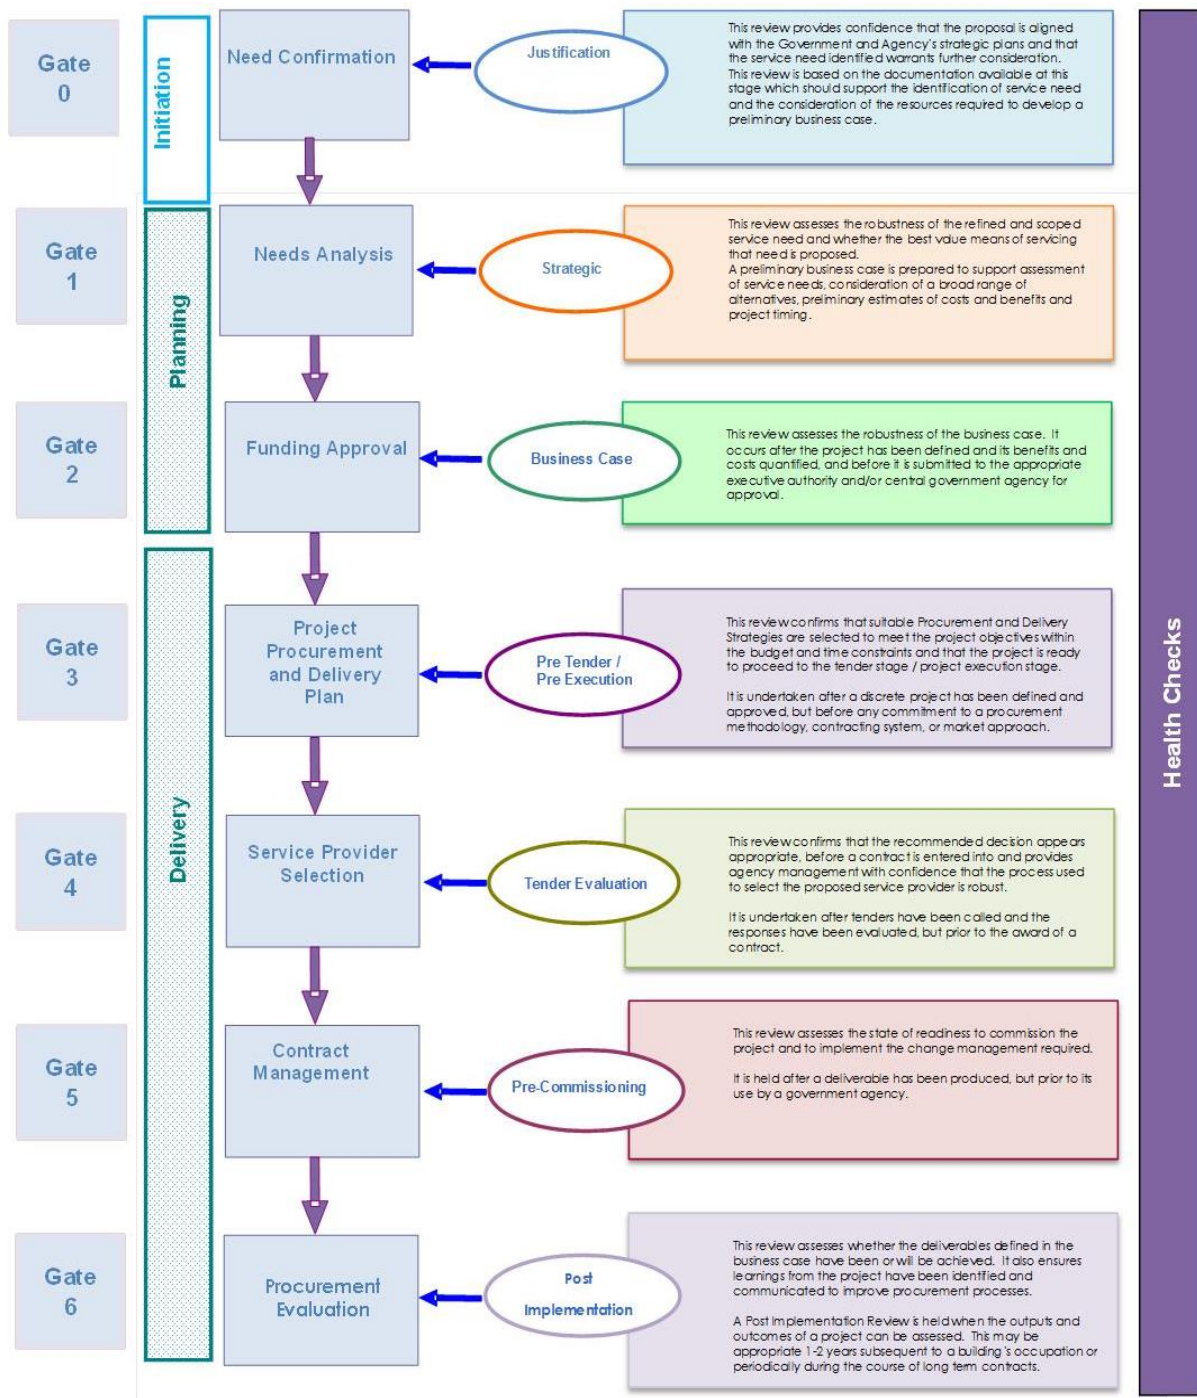 Gate
0
Initiation
Need Confirmation
Justification
This review provides confidence that the proposal is aligned
with the Government and Agency's strategic plans and that
the service need identified warrants further consideration.
This review is based on the documentation available at this
stage which should support the identification of service need
and the consideration of the resources required to develop a
preliminary business case.
Gate
1
Planning
Needs Analysis
Strategic
This review assesses the robustness of the refined and scoped
service need and whether the best value means of servicing
that need is proposed.
A preliminary business case is prepared to support assessment
of service needs, consideration of a broad range of
alternatives, preliminary estimates of costs and benefits and
project timing.
Gate
2
Funding Approval
Business Case
This review assesses the robustness of the business case. It
occurs after the project has been defined and its benefits and
costs quantified, and before it is submitted to the appropriate
executive authority and/or central government agency for
approval.
Gate
3
Delivery
Project
Procurement
and Delivery
Plan
Pre Tender /
Pre Execution
This review confirms that suitable Procurement and Delivery
Strategies are selected to meet the project objectives within
the budget and time constraints and that the project is ready
to proceed to the tender stage / project execution stage.
It is undertaken after a discrete project has been defined and
approved, but before any commitment to a procurement
methodology, contracting system, or market approach.
Gate
4
Service Provider
Selection
Tender Evaluation
This review confirms that the recommended decision appears
appropriate, before a contract is entered into and provides
agency management with confidence that the process used
to select the proposed service provider is robust.
It is undertaken after tenders have been called and the
responses have been evaluated, but prior to the award of a
contract.
Gate
5
Contract
Management
Pre-Commissioning
This review assesses the state of readiness to commission the
project and to implement the change management required.
It is held after a deliverable has been produced, but prior to its
use by a government agency.
Gate
6
Procurement
Evaluation
Post
Implementation
This review assesses whether the deliverables defined in the
business case have been or will be achieved. It also ensures
learnings from the project have been identified and
communicated to improve procurement processes.
A Post Implementation Review is held when the outputs and
outcomes of a project can be assessed. This may be
appropriate 1-2 years subsequent to a building's occupation or
periodically during the course of long term contracts.
Health Checks